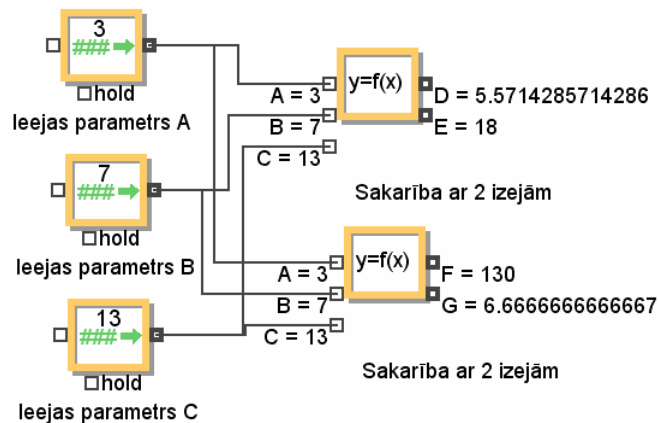 3
###
hold
leejas parametrs A
7
###
hold
leejas parametrs B
13
###
hold
leejas parametrs C
A = 3
B = 7
C = 13
y=f(x)
D = 5.5714285714286
E = 18
Sakarība ar 2 izejām
A = 3
B = 7
C = 13
y=f(x)
F = 130
G = 6.6666666666667
Sakarība ar 2 izejām